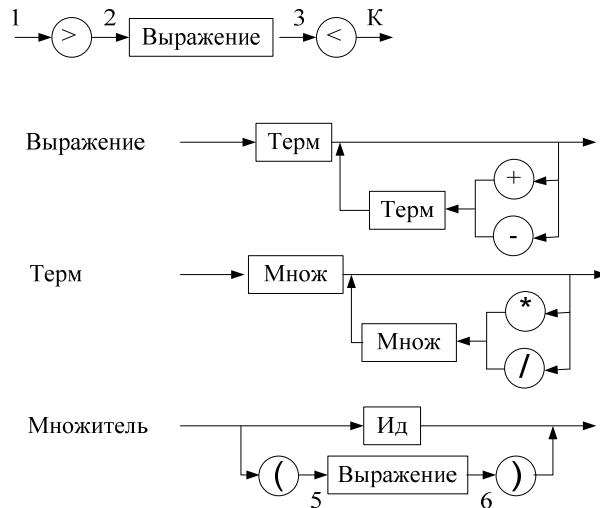 1 > 2 Выражение 3 < К
Выражение Терм
+
Терм
-
Терм Множ
*
Множ
/
Множитель Ид
( Выражение )
5 6